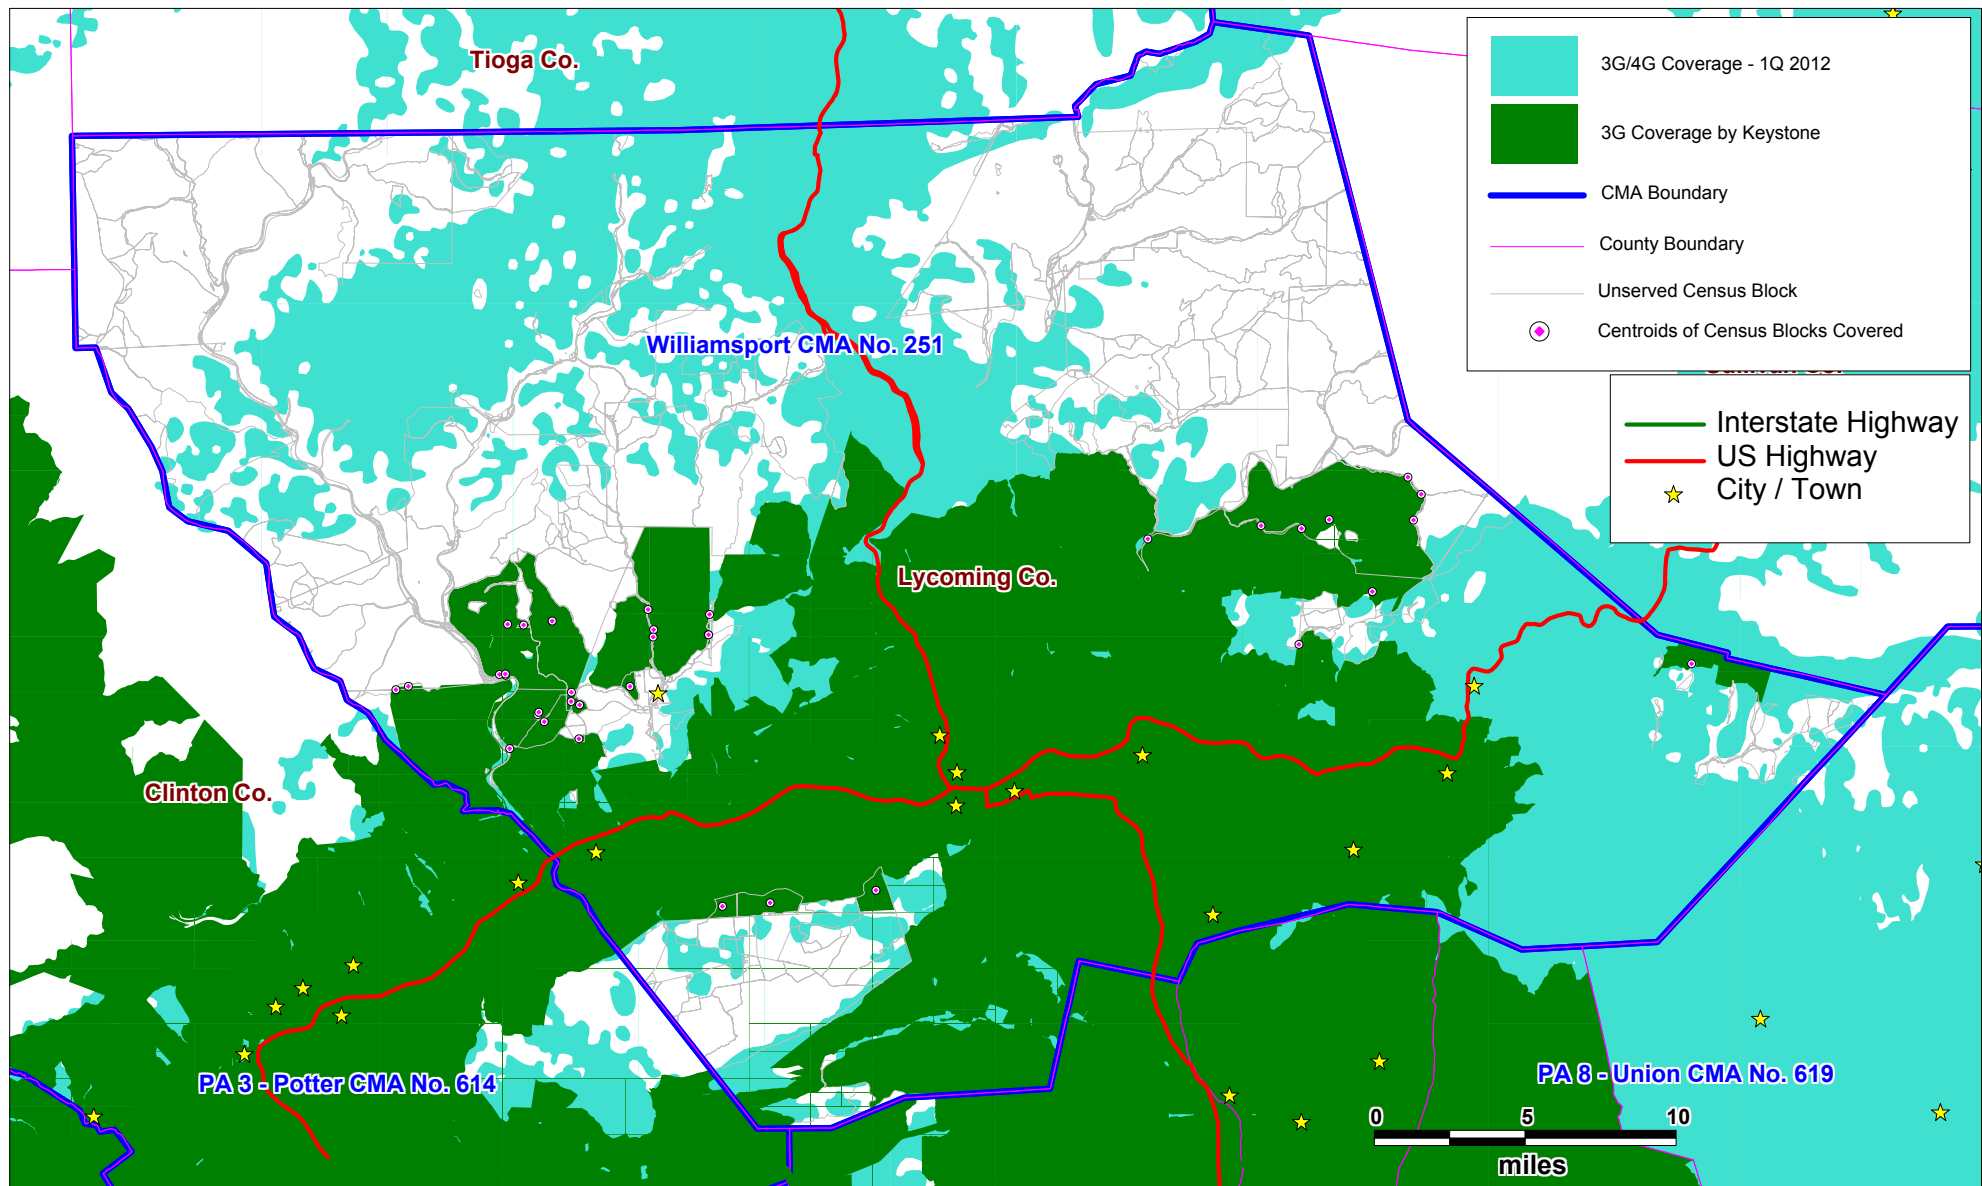 Tioga Co.
3G/4G Coverage - 1Q 2012
3G Coverage by Keystone
CMA Boundary
County Boundary
Unserved Census Block
Centroids of Census Blocks Covered
Williamsport CMA No. 251
Interstate Highway
US Highway
City / Town
Lycoming Co.
Clinton Co.
PA 3 - Potter CMA No. 614
PA 8 - Union CMA No. 619
0 5 10
miles